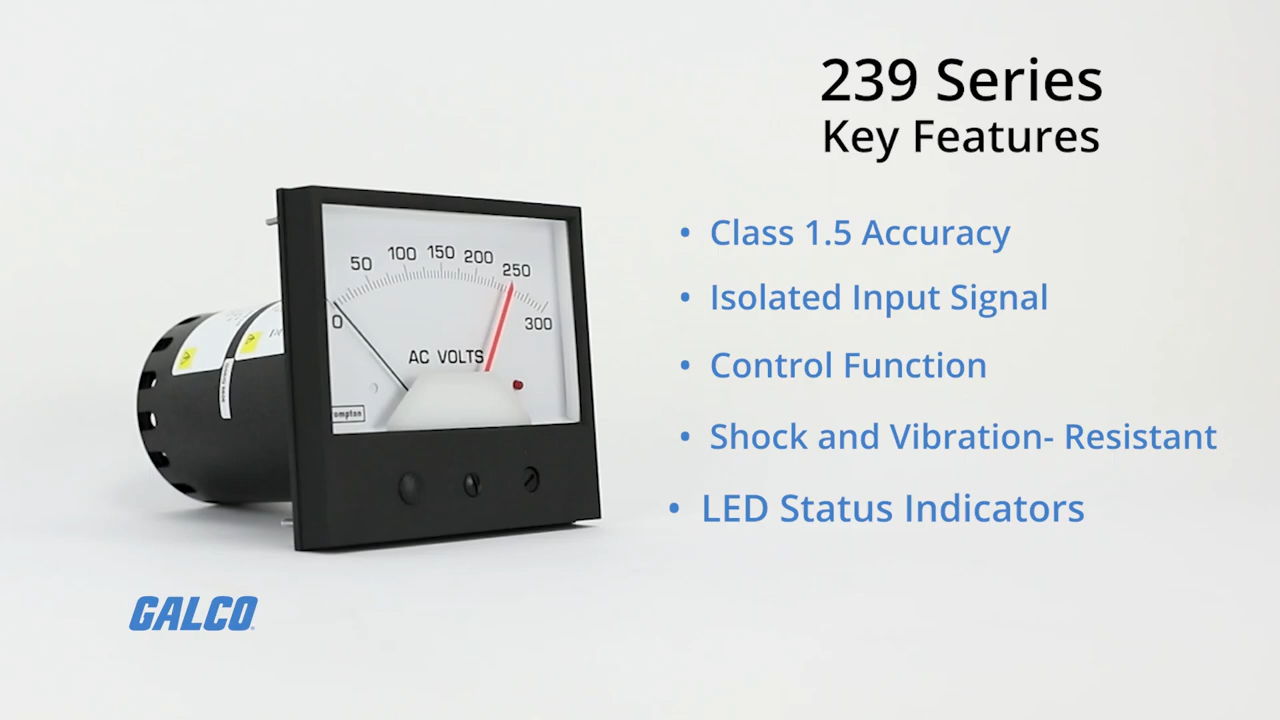 239 Series
Key Features
• Class 1.5 Accuracy
• Isolated Input Signal
• Control Function
• Shock and Vibration- Resistant
• LED Status Indicators
0 50 100 150 200 250 300
AC VOLTS
ompton
GALCO